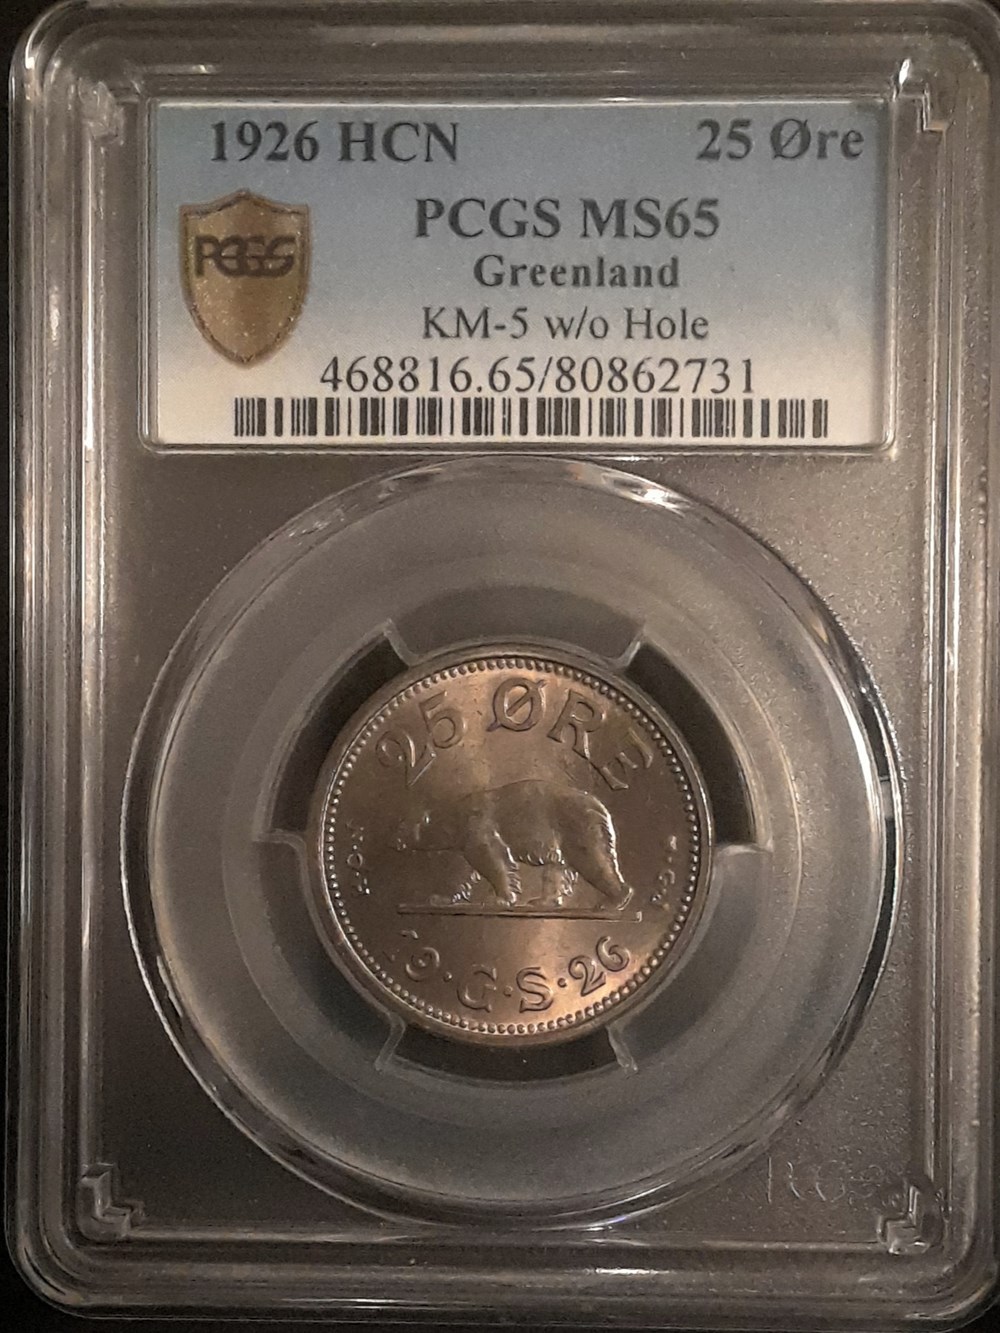 1926 HCN 25 Øre
PCGS MS65
PCGS
Greenland
KM-5 w/o Hole
468816.65/80862731
25 ØRE
19·G·S·26